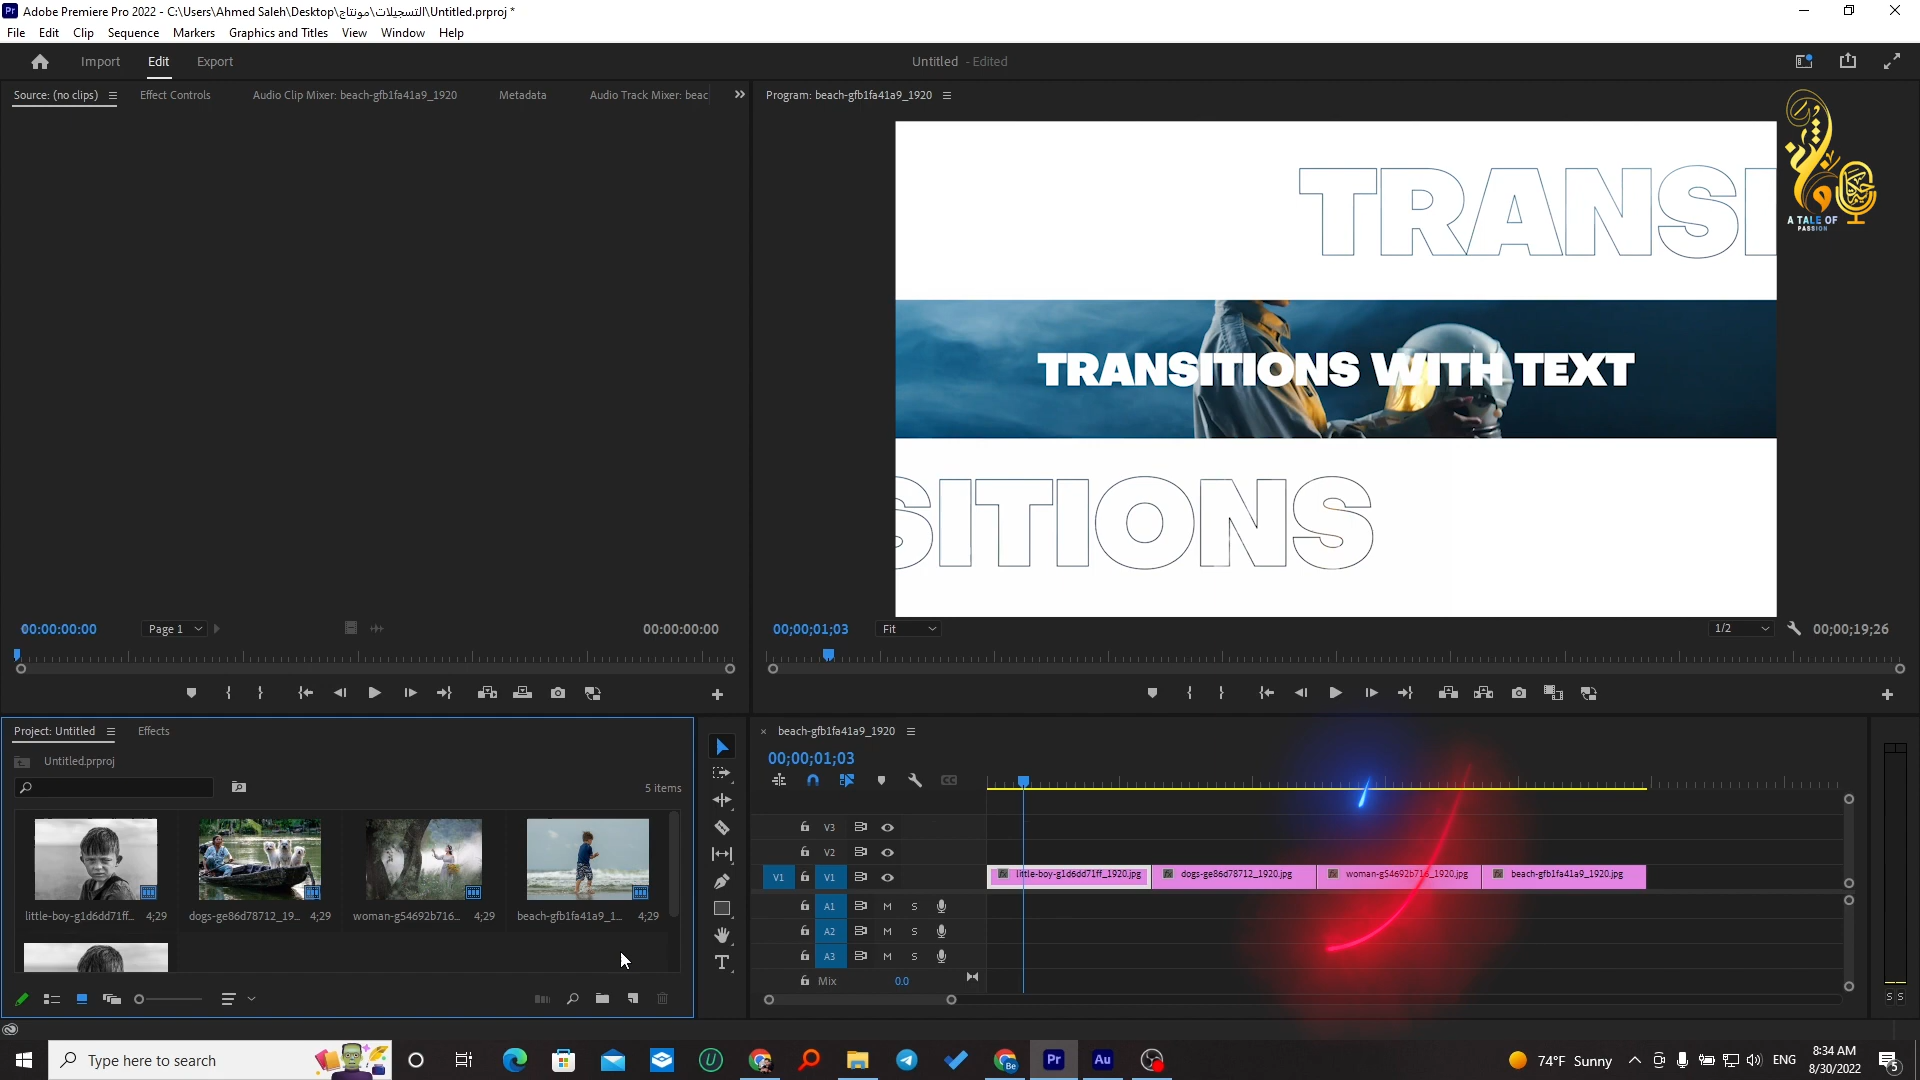 Adobe Premiere Pro 2022 - C:\Users\Ahmed Saleh\Desktop\التسجيلات\مونتاج\Untitled.prproj *
File Edit Clip Sequence Markers Graphics and Titles View Window Help
Import Edit Export
Untitled - Edited
Source: (no clips) Effect Controls Audio Clip Mixer: beach-gfb1fa41a9_1920 Metadata Audio Track Mixer: beac
Program: beach-gfb1fa41a9_1920
A TALE OF
PASSION
TRANSI
TRANSITIONS WITH TEXT
SITIONS
00:00:00:00 Page 1 00:00:00:00
00;00;01;03 Fit 1/2 00;00;19;26
Project: Untitled Effects
Untitled.prproj
5 items
little-boy-g1d6dd71ff... 4;29 dogs-ge86d78712_19... 4;29 woman-g54692b716... 4;29 beach-gfb1fa41a9_1... 4;29
beach-gfb1fa41a9_1920
00;00;01;03
V3
V2
V1 V1 little-boy-g1d6dd71ff_1920.jpg dogs-ge86d78712_1920.jpg woman-g54692b716_1920.jpg beach-gfb1fa41a9_1920.jpg
A1 M S
A2 M S
A3 M S
Mix 0.0
S S
Type here to search
74°F Sunny ENG 8:34 AM
8/30/2022
5